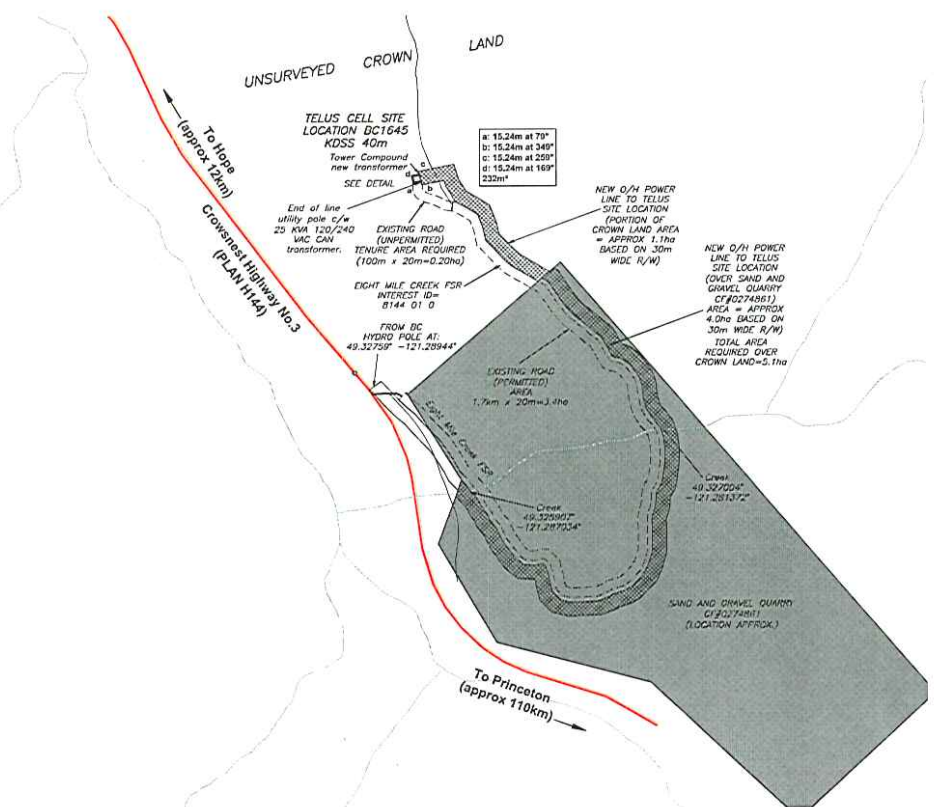 UNSURVEYED CROWN LAND
To Hope
(approx 12km)
Crowsnest Highway No.3
(PLAN H144)
TELUS CELL SITE
LOCATION BC1645
KDSS 40m
Tower Compound
new transformer
SEE DETAIL
c
d
b
a
a: 15.24m at 79°
b: 15.24m at 349°
c: 15.24m at 259°
d: 15.24m at 169°
232m²
End of line
utility pole c/w
25 KVA 120/240
VAC CAN
transformer.
EXISTING ROAD
(UNPERMITTED)
TENURE AREA REQUIRED
(100m x 20m=0.20ha)
EIGHT MILE CREEK FSR
INTEREST ID=
8144 01 0
FROM BC
HYDRO POLE AT:
49.32759° -121.28944°
NEW O/H POWER
LINE TO TELUS
SITE LOCATION
(PORTION OF
CROWN LAND AREA
= APPROX 1.1ha
BASED ON 30m
WIDE R/W)
NEW O/H POWER
LINE TO TELUS
SITE LOCATION
(OVER SAND AND
GRAVEL QUARRY
CF#0274861)
AREA = APPROX
4.0ha BASED ON
30m WIDE R/W)
TOTAL AREA
REQUIRED OVER
CROWN LAND=5.1ha
EXISTING ROAD
(PERMITTED)
AREA
1.7km x 20m=3.4ha
Eight Mile Creek FSR
Creek
49.327004°
-121.281372°
Creek
49.325907°
-121.287034°
SAND AND GRAVEL QUARRY
CF#0274861
(LOCATION APPROX.)
To Princeton
(approx 110km)